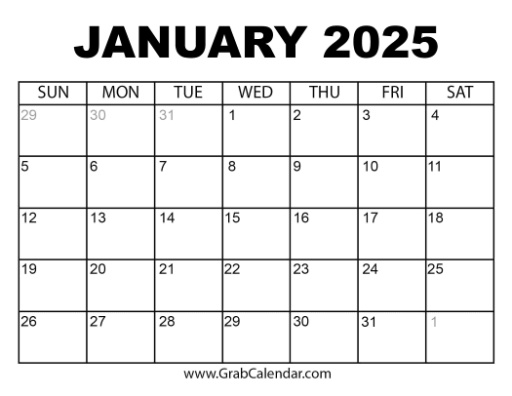 JANUARY 2025
SUN MON TUE WED THU FRI SAT
29 30 31 1 2 3 4
5 6 7 8 9 10 11
12 13 14 15 16 17 18
19 20 21 22 23 24 25
26 27 28 29 30 31 1
www.GrabCalendar.com